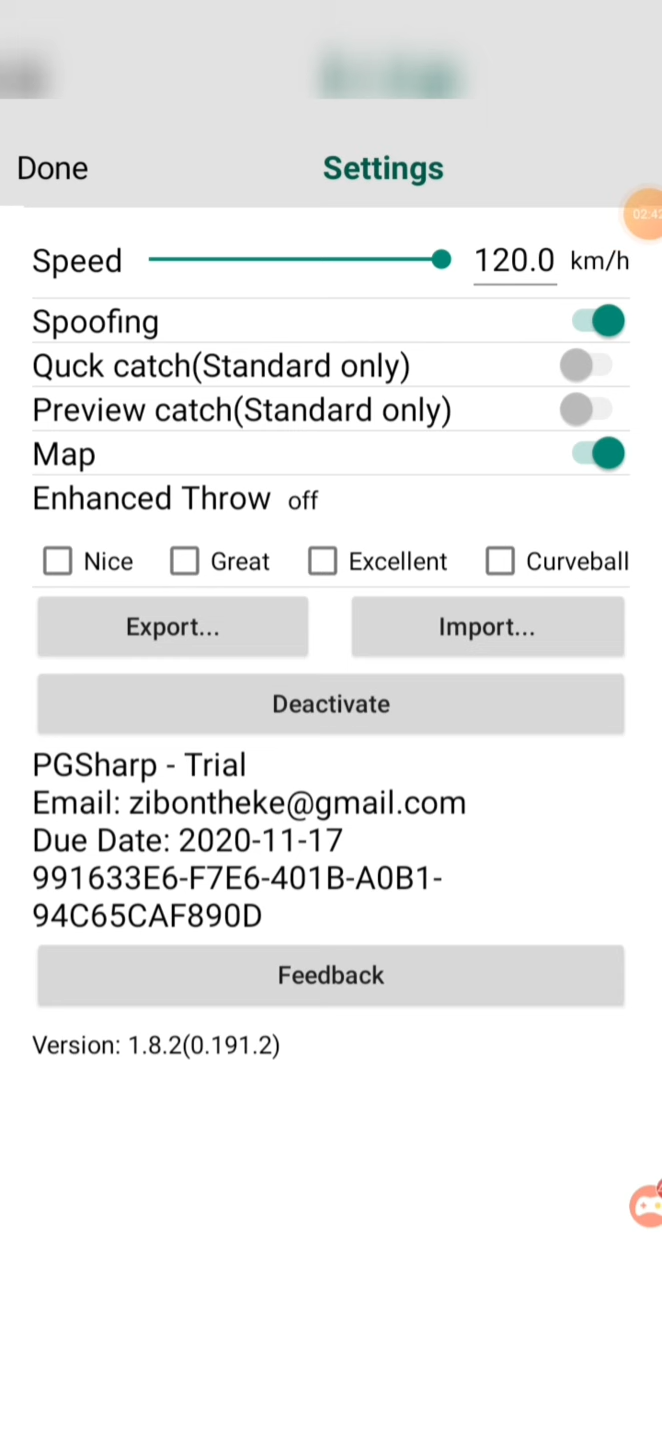 Done Settings
02:42
Speed 120.0 km/h
Spoofing
Quck catch(Standard only)
Preview catch(Standard only)
Map
Enhanced Throw off
Nice Great Excellent Curveball
Export... Import...
Deactivate
PGSharp - Trial
Email: zibontheke@gmail.com
Due Date: 2020-11-17
991633E6-F7E6-401B-A0B1-
94C65CAF890D
Feedback
Version: 1.8.2(0.191.2)